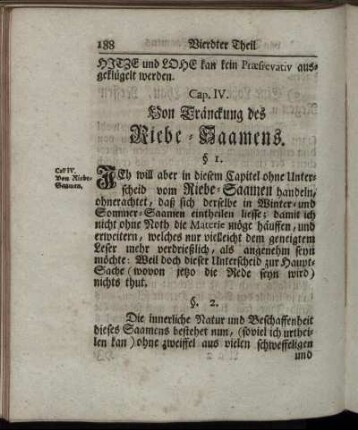 188 Vierdter Theil
HITZE und LOHE kan kein Præservativ aus-
geklügelt werden.
Cap. IV.
Von Tränckung des
Riebe-Saamens.
§ 1.
Cap IV.
Von Riebe-
Saamen.
ICh will aber in diesem Capitel ohne Unter-
scheid vom Riebe-Saamen handeln,
ohnerachtet, daß sich derselbe in Winter- und
Sommer-Saamen eintheilen liesse; damit ich
nicht ohne Noth die Materie möge häuffen, und
erweitern, welches nur vielleicht dem geneigtem
Leser mehr verdrießlich, als angenehm seyn
möchte: Weil doch dieser Unterscheid zur Haupt-
Sache (wovon jetzo die Rede seyn wird)
nichts thut.
§. 2.
Die innerliche Natur und Beschaffenheit
dieses Saamens bestehet nun, (soviel ich urthei-
len kan) ohne zweiffel aus vielen schweffeligen
und